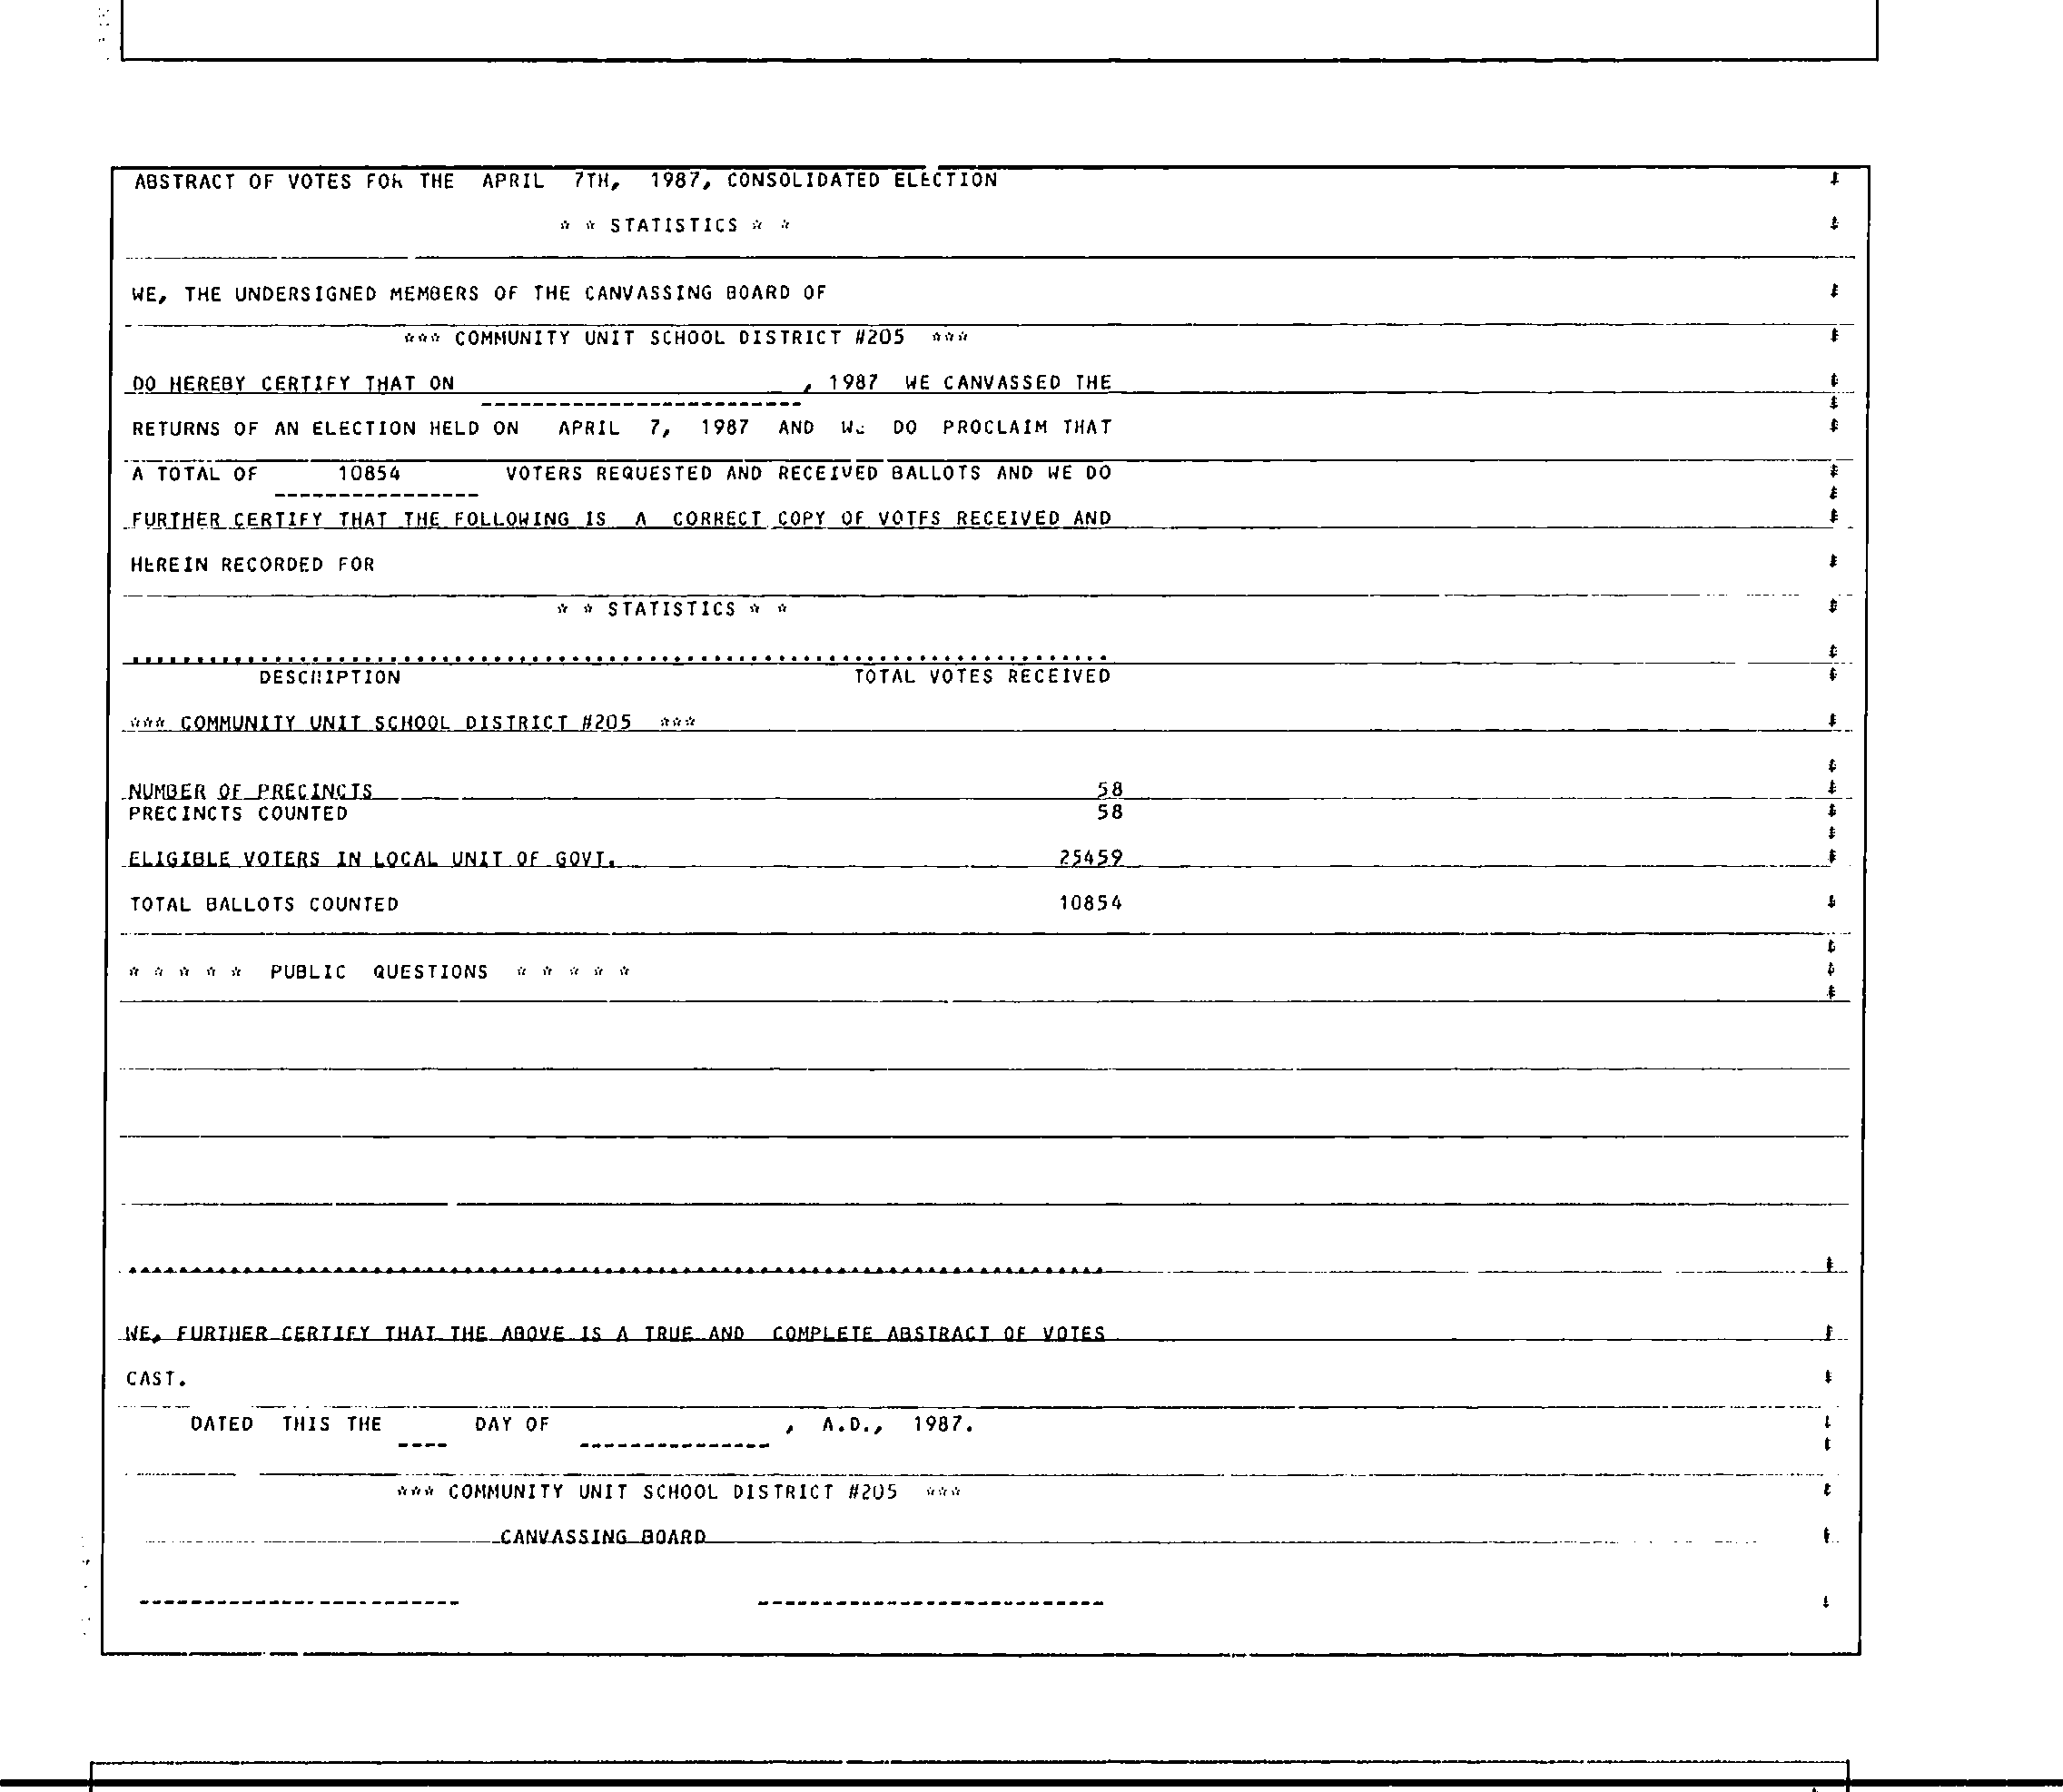 ABSTRACT OF VOTES FOR THE APRIL 7TH, 1987, CONSOLIDATED ELECTION
* * STATISTICS * *
WE, THE UNDERSIGNED MEMBERS OF THE CANVASSING BOARD OF
*** COMMUNITY UNIT SCHOOL DISTRICT #205 ***
DO HEREBY CERTIFY THAT ON , 1987 WE CANVASSED THE
------------------------
RETURNS OF AN ELECTION HELD ON APRIL 7, 1987 AND WE DO PROCLAIM THAT
A TOTAL OF 10854 VOTERS REQUESTED AND RECEIVED BALLOTS AND WE DO
----------------
FURTHER CERTIFY THAT THE FOLLOWING IS A CORRECT COPY OF VOTES RECEIVED AND
HEREIN RECORDED FOR
* * STATISTICS * *
DESCRIPTION TOTAL VOTES RECEIVED
*** COMMUNITY UNIT SCHOOL DISTRICT #205 ***
NUMBER OF PRECINCTS 58
PRECINCTS COUNTED 58
ELIGIBLE VOTERS IN LOCAL UNIT OF GOVT. 25459
TOTAL BALLOTS COUNTED 10854
* * * * * PUBLIC QUESTIONS * * * * *
WE, FURTHER CERTIFY THAT THE ABOVE IS A TRUE AND COMPLETE ABSTRACT OF VOTES
CAST.
DATED THIS THE DAY OF , A.D., 1987.
---- ---------------
*** COMMUNITY UNIT SCHOOL DISTRICT #205 ***
CANVASSING BOARD
------------------------- ---------------------------